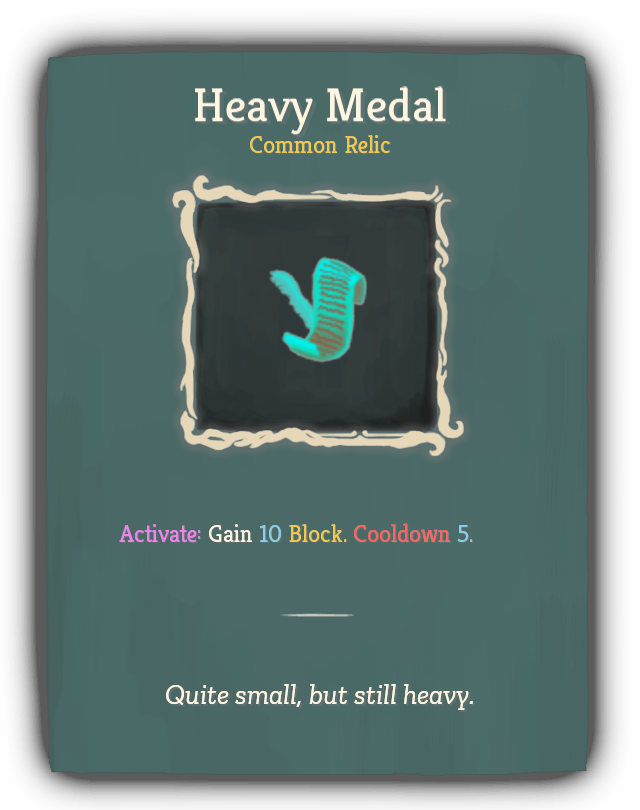 Heavy Medal
Common Relic
Activate: Gain 10 Block. Cooldown 5.
Quite small, but still heavy.